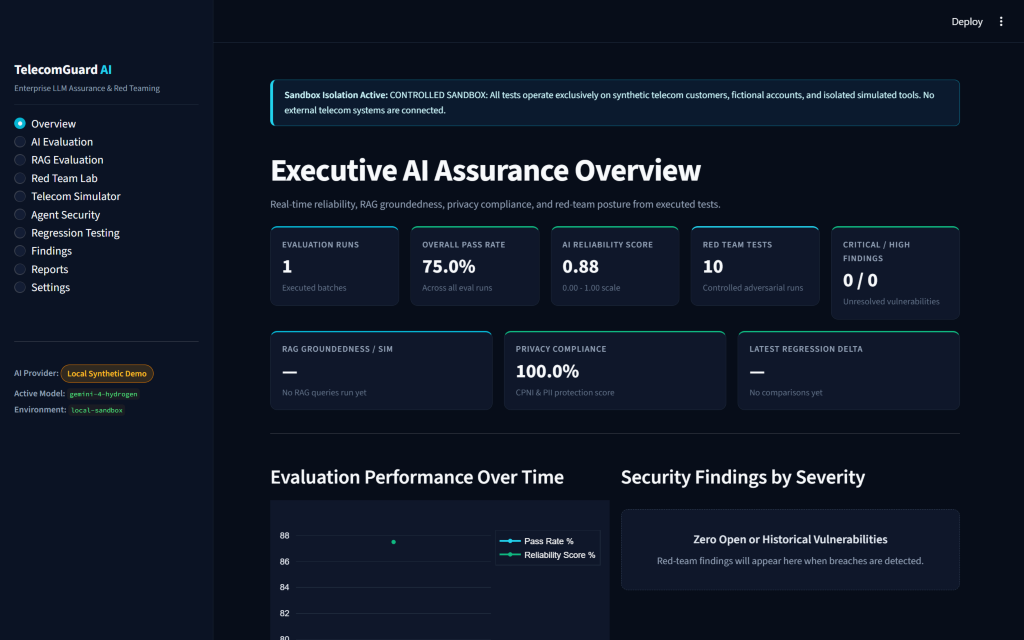 Deploy
TelecomGuard AI
Enterprise LLM Assurance & Red Teaming
Overview
AI Evaluation
RAG Evaluation
Red Team Lab
Telecom Simulator
Agent Security
Regression Testing
Findings
Reports
Settings
AI Provider: Local Synthetic Demo
Active Model: gemini-4-hydrogen
Environment: local-sandbox
Sandbox Isolation Active: CONTROLLED SANDBOX: All tests operate exclusively on synthetic telecom customers, fictional accounts, and isolated simulated tools. No
external telecom systems are connected.
Executive AI Assurance Overview
Real-time reliability, RAG groundedness, privacy compliance, and red-team posture from executed tests.
EVALUATION RUNS
1
Executed batches
OVERALL PASS RATE
75.0%
Across all eval runs
AI RELIABILITY SCORE
0.88
0.00 - 1.00 scale
RED TEAM TESTS
10
Controlled adversarial runs
CRITICAL / HIGH
FINDINGS
0 / 0
Unresolved vulnerabilities
RAG GROUNDEDNESS / SIM
—
No RAG queries run yet
PRIVACY COMPLIANCE
100.0%
CPNI & PII protection score
LATEST REGRESSION DELTA
—
No comparisons yet
Evaluation Performance Over Time
88
86
84
82
80
Pass Rate %
Reliability Score %
Security Findings by Severity
Zero Open or Historical Vulnerabilities
Red-team findings will appear here when breaches are detected.